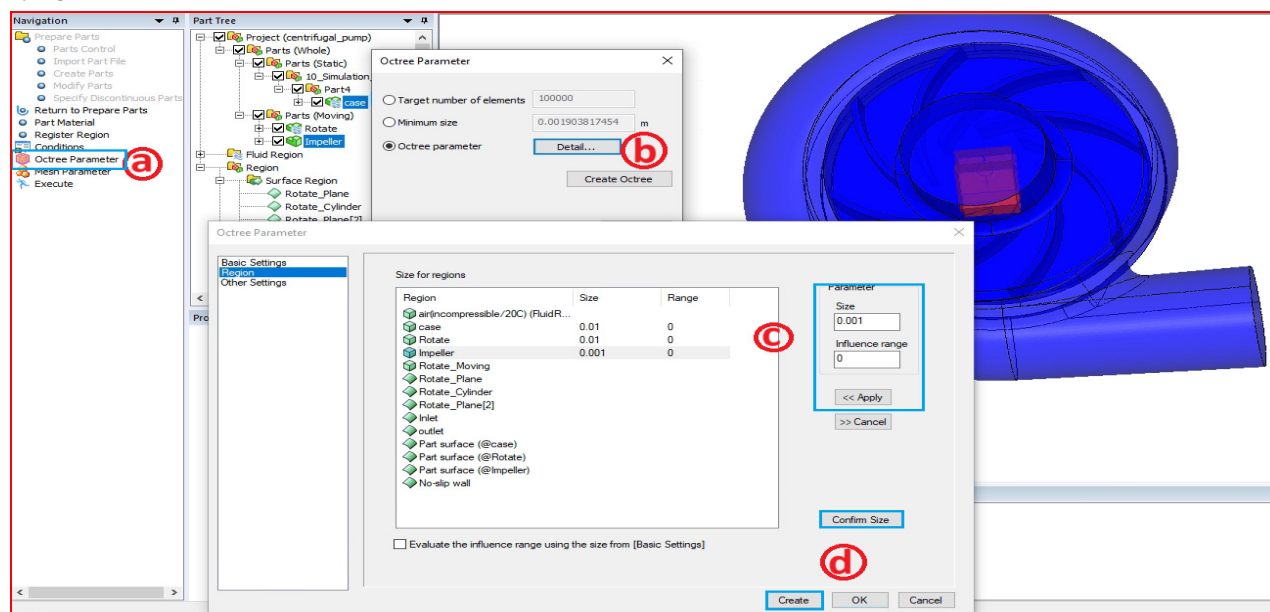 Navigation
Prepare Parts
Parts Control
Import Part File
Create Parts
Modify Parts
Specify Discontinuous Parts
Return to Prepare Parts
Part Material
Register Region
Conditions
Octree Parameter
Mesh Parameter
Execute
a
Part Tree
Project (centrifugal_pump)
Parts (Whole)
Parts (Static)
10_Simulation_
Part4
case
Parts (Moving)
Rotate
Impeller
Fluid Region
Region
Surface Region
Rotate_Plane
Rotate_Cylinder
Rotate_Plane[2]
Pro
Octree Parameter
Target number of elements 100000
Minimum size 0.001903817454 m
Octree parameter Detail...
b
Create Octree
Octree Parameter
Basic Settings
Region
Other Settings
Size for regions
Region Size Range
air(incompressible/20C) (FluidR...
case 0.01 0
Rotate 0.01 0
Impeller 0.001 0
Rotate_Moving
Rotate_Plane
Rotate_Cylinder
Rotate_Plane[2]
Inlet
outlet
Part surface (@case)
Part surface (@Rotate)
Part surface (@Impeller)
No-slip wall
c
Parameter
Size
0.001
Influence range
0
<< Apply
>> Cancel
Confirm Size
Evaluate the influence range using the size from [Basic Settings]
d
Create OK Cancel